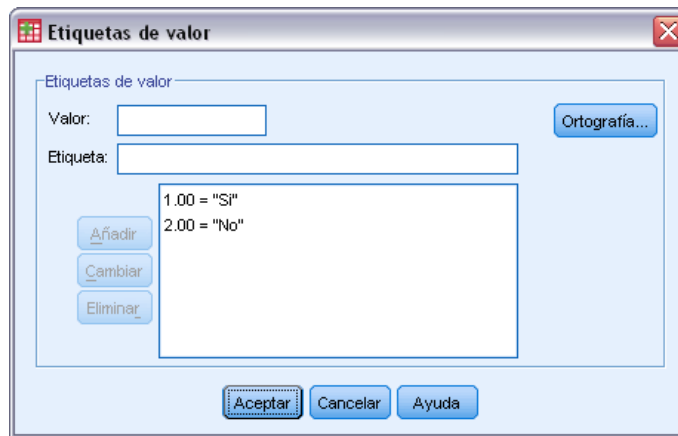 Etiquetas de valor
Etiquetas de valor
Valor:
Ortografía...
Etiqueta:
1.00 = "Si"
2.00 = "No"
Añadir
Cambiar
Eliminar
Aceptar
Cancelar
Ayuda